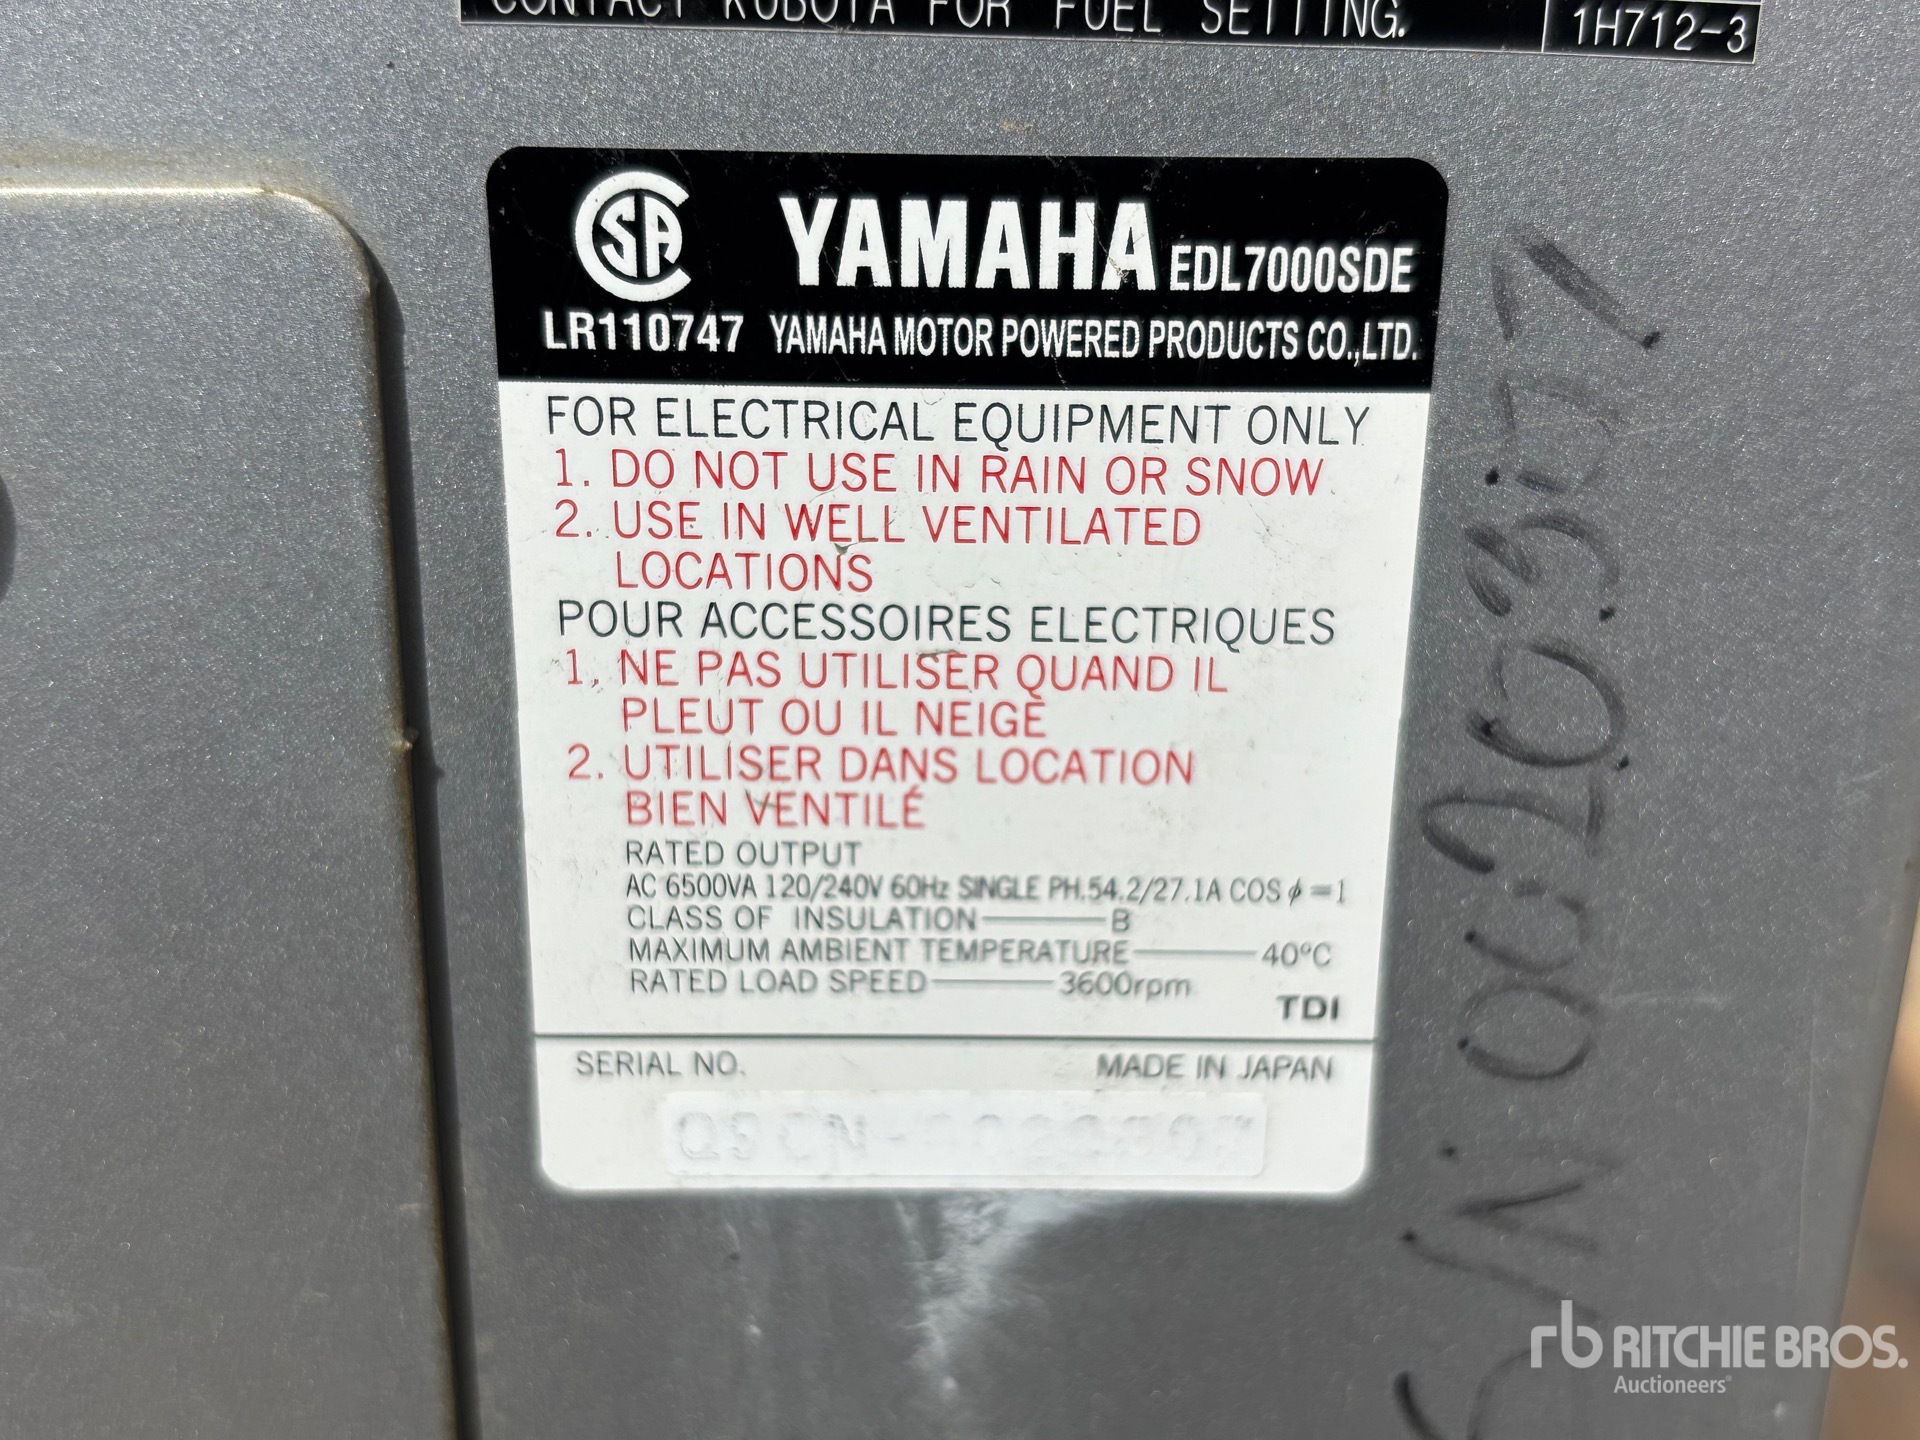 CONTACT KUBOTA FOR FUEL SETTING.
1H712-3
CSA
YAMAHA EDL7000SDE
LR110747 YAMAHA MOTOR POWERED PRODUCTS CO.,LTD.
FOR ELECTRICAL EQUIPMENT ONLY
1. DO NOT USE IN RAIN OR SNOW
2. USE IN WELL VENTILATED
LOCATIONS
POUR ACCESSOIRES ELECTRIQUES
1. NE PAS UTILISER QUAND IL
PLEUT OU IL NEIGE
2. UTILISER DANS LOCATION
BIEN VENTILÉ
RATED OUTPUT
AC 6500VA 120/240V 60Hz SINGLE PH.54.2/27.1A COS ϕ=1
CLASS OF INSULATION — B
MAXIMUM AMBIENT TEMPERATURE — 40°C
RATED LOAD SPEED — 3600rpm
TDI
SERIAL NO.
MADE IN JAPAN
rb RITCHIE BROS.
Auctioneers